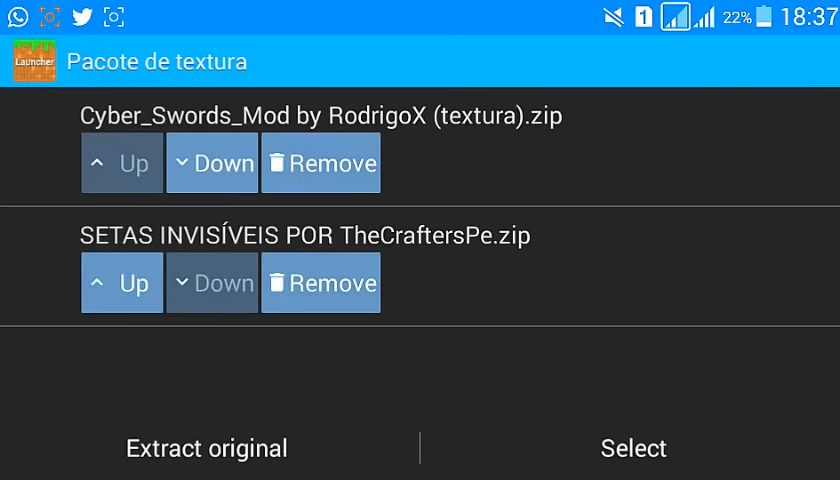 1 22% 18:37
Launcher Pacote de textura
Cyber_Swords_Mod by RodrigoX (textura).zip
Up Down Remove
SETAS INVISÍVEIS POR TheCraftersPe.zip
Up Down Remove
Extract original Select